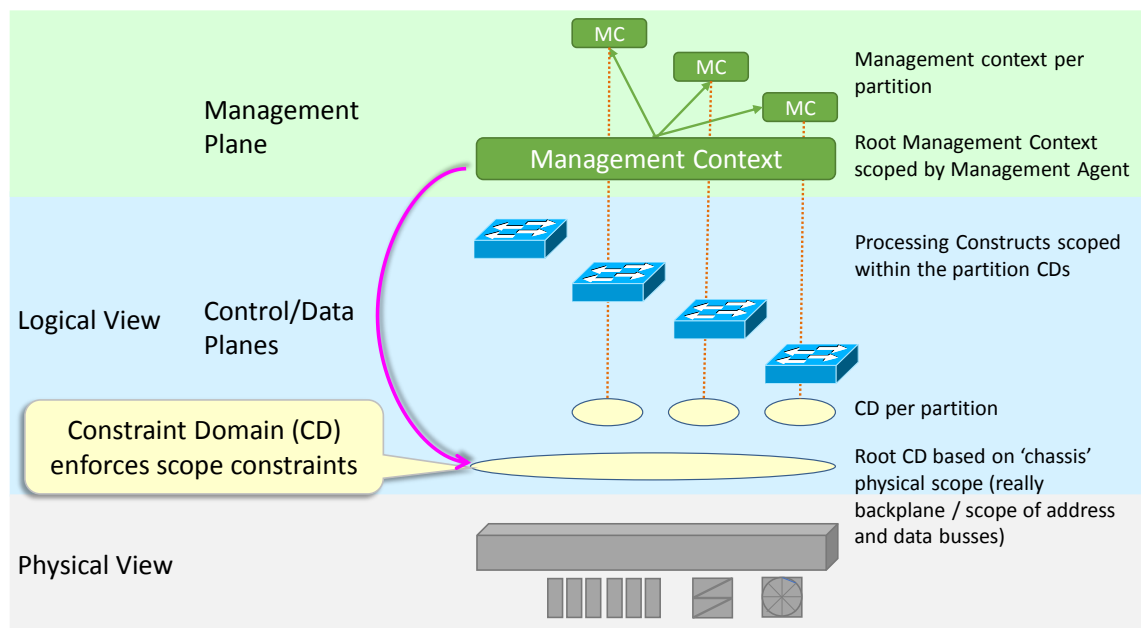 MC
MC
MC
Management context per
partition
Management
Plane
Management Context
Root Management Context
scoped by Management Agent
Processing Constructs scoped
within the partition CDs
Logical View
Control/Data
Planes
CD per partition
Constraint Domain (CD)
enforces scope constraints
Root CD based on ‘chassis’
physical scope (really
backplane / scope of address
and data busses)
Physical View